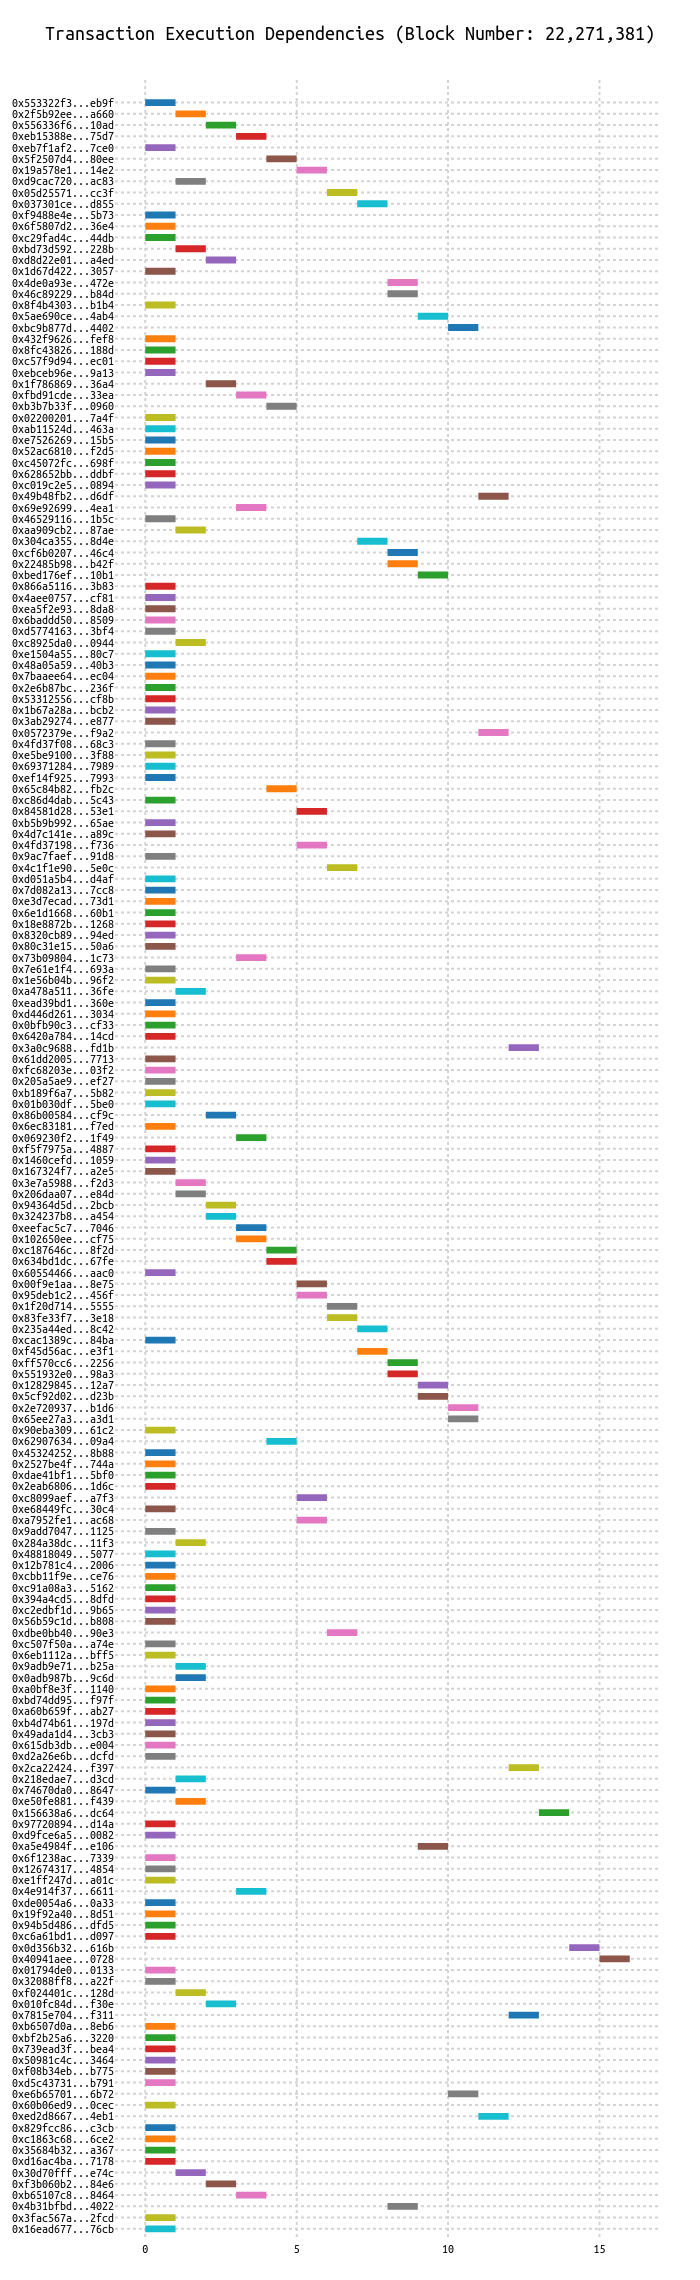 Transaction Execution Dependencies (Block Number: 22,271,381)
0x553322f3...eb9f
0x2f5b92ee...a660
0x556336f6...10ad
0xeb15388e...75d7
0xeb7f1af2...7ce0
0x5f2507d4...80ee
0x19a578e1...14e2
0xd9cac720...ac83
0x05d25571...cc3f
0x037301ce...d855
0xf9488e4e...5b73
0x6f5807d2...36e4
0xc29fad4c...44db
0xbd73d592...228b
0xd8d22e01...a4ed
0x1d67d422...3057
0x4de0a93e...472e
0x46c89229...b84d
0x8f4b4303...b1b4
0x5ae690ce...4ab4
0xbc9b877d...4402
0x432f9626...fef8
0x8fc43826...188d
0xc57f9d94...ec01
0xebceb96e...9a13
0x1f786869...36a4
0xfbd91cde...33ea
0xb3b7b33f...0960
0x02200201...7a4f
0xab11524d...463a
0xe7526269...15b5
0x52ac6810...f2d5
0xc45072fc...698f
0x628652bb...ddbf
0xc019c2e5...0894
0x49b48fb2...d6df
0x69e92699...4ea1
0x46529116...1b5c
0xaa909cb2...87ae
0x304ca355...8d4e
0xcf6b0207...46c4
0x22485b98...b42f
0xbed176ef...10b1
0x866a5116...3b83
0x4aee0757...cf81
0xea5f2e93...8da8
0x6baddd50...8509
0xd5774163...3bf4
0xc8925da0...0944
0xe1504a55...80c7
0x48a05a59...40b3
0x7baaee64...ec04
0x2e6b87bc...236f
0x53312556...cf8b
0x1b67a28a...bcb2
0x3ab29274...e877
0x0572379e...f9a2
0x4fd37f08...68c3
0xe5be9100...3f88
0x69371284...7989
0xef14f925...7993
0x65c84b82...fb2c
0xc86d4dab...5c43
0x84581d28...53e1
0xb5b9b992...65ae
0x4d7c141e...a89c
0x4fd37198...f736
0x9ac7faef...91d8
0x4c1f1e90...5e0c
0xd051a5b4...d4af
0x7d082a13...7cc8
0xe3d7ecad...73d1
0x6e1d1668...60b1
0x18e8872b...1268
0x8320cb89...94ed
0x80c31e15...50a6
0x73b09804...1c73
0x7e61e1f4...693a
0x1e56b04b...96f2
0xa478a511...36fe
0xead39bd1...360e
0xd446d261...3034
0x0bfb90c3...cf33
0x6420a784...14cd
0x3a0c9688...fd1b
0x61dd2005...7713
0xfc68203e...03f2
0x205a5ae9...ef27
0xb189f6a7...5b82
0x01b030df...5be0
0x86b00584...cf9c
0x6ec83181...f7ed
0x069230f2...1f49
0xf5f7975a...4887
0x1460cefd...1059
0x167324f7...a2e5
0x3e7a5988...f2d3
0x206daa07...e84d
0x94364d5d...2bcb
0x324237b8...a454
0xeefac5c7...7046
0x102650ee...cf75
0xc187646c...8f2d
0x634bd1dc...67fe
0x60554466...aac0
0x00f9e1aa...8e75
0x95deb1c2...456f
0x1f20d714...5555
0x83fe33f7...3e18
0x235a44ed...8c42
0xcac1389c...84ba
0xf45d56ac...e3f1
0xff570cc6...2256
0x551932e0...98a3
0x12829845...12a7
0x5cf92d02...d23b
0x2e720937...b1d6
0x65ee27a3...a3d1
0x90eba309...61c2
0x62907634...09a4
0x45324252...8b88
0x2527be4f...744a
0xdae41bf1...5bf0
0x2eab6806...1d6c
0xc8099aef...a7f3
0xe68449fc...30c4
0xa7952fe1...ac68
0x9add7047...1125
0x284a38dc...11f3
0x48818049...5077
0x12b781c4...2006
0xcbb11f9e...ce76
0xc91a08a3...5162
0x394a4cd5...8dfd
0xc2edbf1d...9b65
0x56b59c1d...b808
0xdbe0bb40...90e3
0xc507f50a...a74e
0x6eb1112a...bff5
0x9adb9e71...b25a
0x0adb987b...9c6d
0xa0bf8e3f...1140
0xbd74dd95...f97f
0xa60b659f...ab27
0xb4d74b61...197d
0x49ada1d4...3cb3
0x615db3db...e004
0xd2a26e6b...dcfd
0x2ca22424...f397
0x218edae7...d3cd
0x74670da0...8647
0xe50fe881...f439
0x156638a6...dc64
0x97720894...d14a
0xd9fce6a5...0082
0xa5e4984f...e106
0x6f1238ac...7339
0x12674317...4854
0xe1ff247d...a01c
0x4e914f37...6611
0xde0054a6...0a33
0x19f92a40...8d51
0x94b5d486...dfd5
0xc6a61bd1...d097
0x0d356b32...616b
0x40941aee...0728
0x01794de0...0133
0x32088ff8...a22f
0xf024401c...128d
0x010fc84d...f30e
0x7815e704...f311
0xb6507d0a...8eb6
0xbf2b25a6...3220
0x739ead3f...bea4
0x50981c4c...3464
0xf08b34eb...b775
0xd5c43731...b791
0xe6b65701...6b72
0x60b06ed9...0cec
0xed2d8667...4eb1
0x829fcc86...c3cb
0xc1863c68...6ce2
0x35684b32...a367
0xd16ac4ba...7178
0x30d70fff...e74c
0xf3b060b2...84e6
0xb65107c8...8464
0x4b31bfbd...4022
0x3fac567a...2fcd
0x16ead677...76cb
0 5 10 15